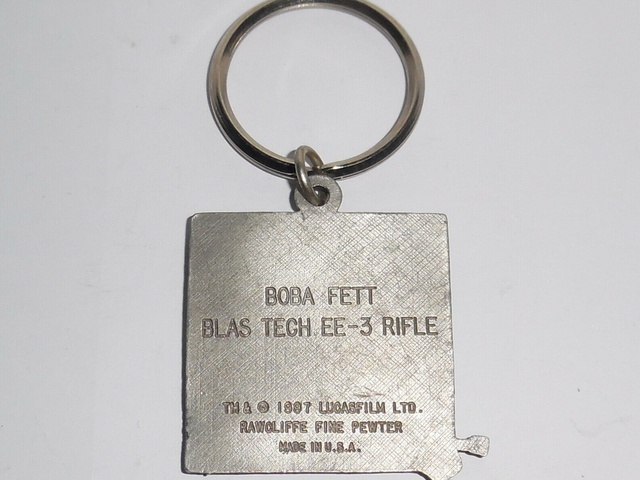 BOBA FETT
BLAS TECH EE-3 RIFLE
TM & © 1997 LUCASFILM LTD.
RAWCLIFFE FINE PEWTER
MADE IN U.S.A.